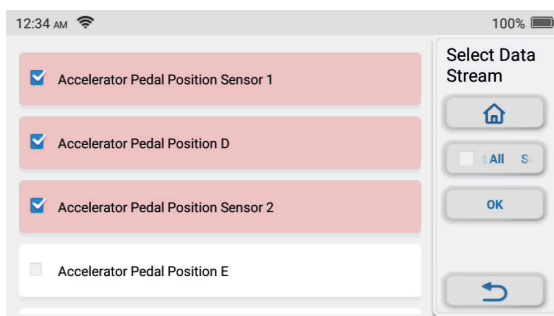 12:34 AM
100%
Accelerator Pedal Position Sensor 1
Accelerator Pedal Position D
Accelerator Pedal Position Sensor 2
Accelerator Pedal Position E
Select Data
Stream
All
OK